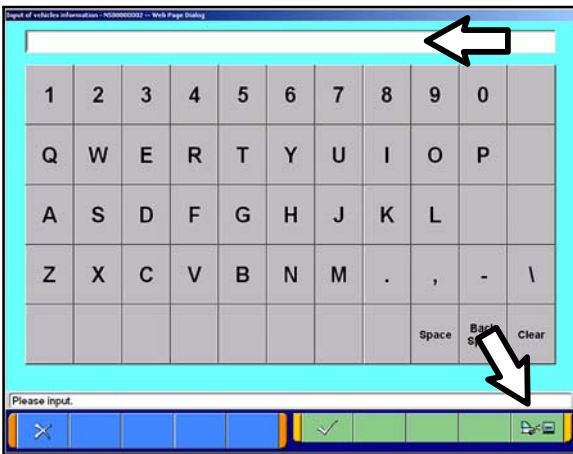 Input of vehicles information - NS00000002 -- Web Page Dialog
1 2 3 4 5 6 7 8 9 0
Q W E R T Y U I O P
A S D F G H J K L
Z X C V B N M . , - \
Space Back Clear
Please input.